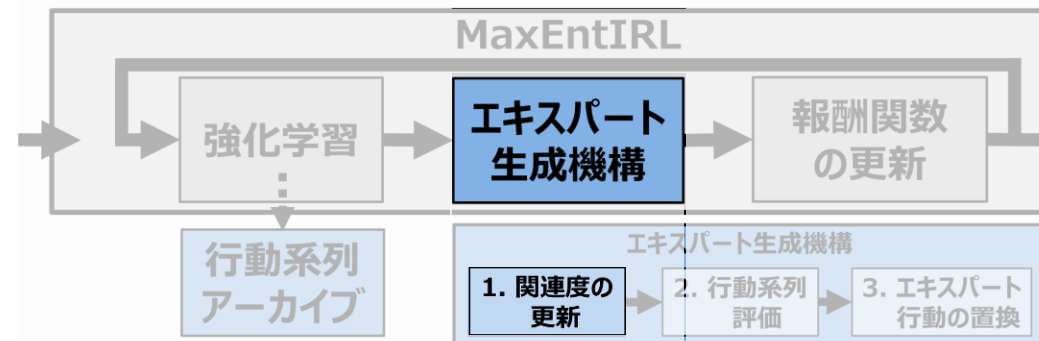 MaxEntIRL
強化学習
エキスパート
生成機構
報酬関数
の更新
行動系列
アーカイブ
エキスパート生成機構
1. 関連度の
更新
2. 行動系列
評価
3. エキスパート
行動の置換